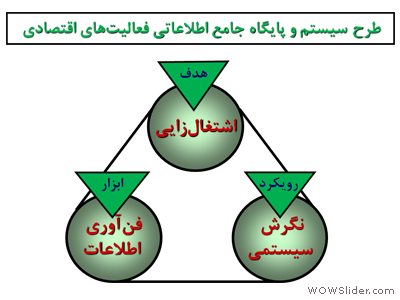 طرح سیستم و پایگاه جامع اطلاعاتی فعالیت‌های اقتصادی
هدف
اشتغال‌زایی
رویکرد
نگرش
سیستمی
ابزار
فن‌آوری
اطلاعات
WOWSlider.com